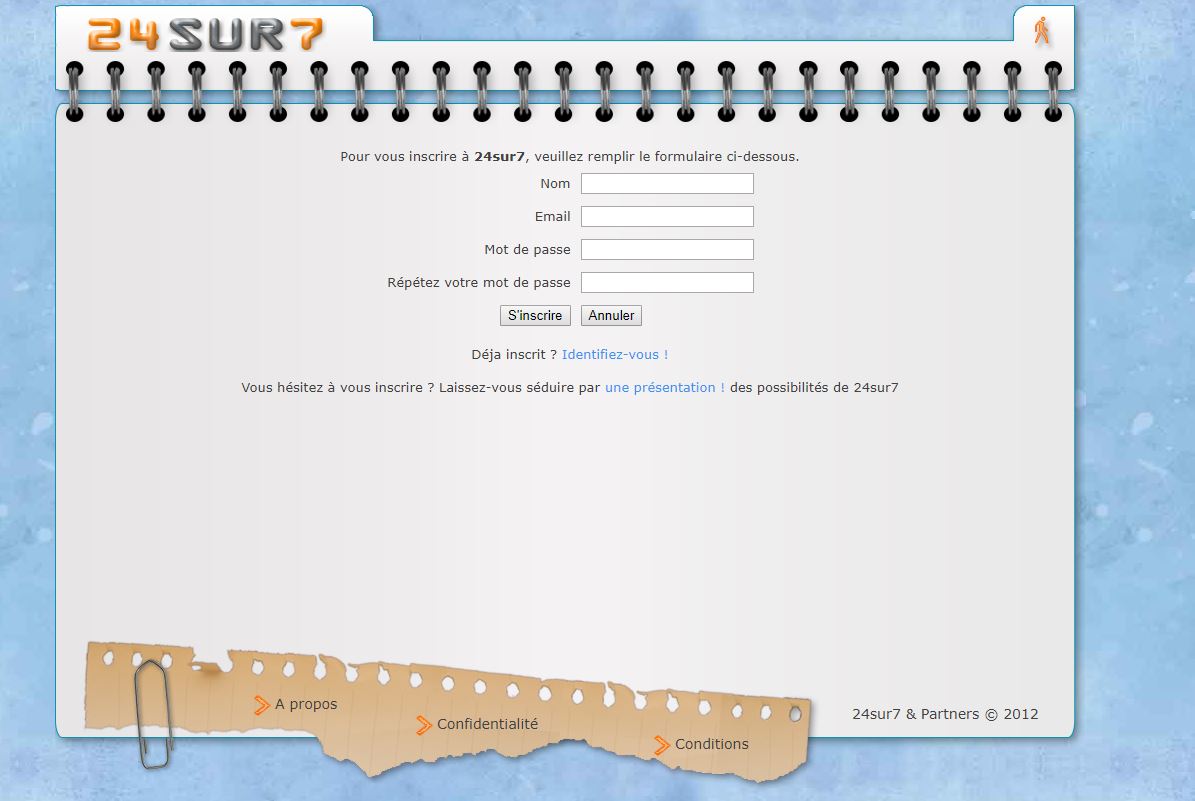 24SUR7
Pour vous inscrire à 24sur7, veuillez remplir le formulaire ci-dessous.
Nom
Email
Mot de passe
Répétez votre mot de passe
S'inscrire Annuler
Déja inscrit ? Identifiez-vous !
Vous hésitez à vous inscrire ? Laissez-vous séduire par une présentation ! des possibilités de 24sur7
A propos
Confidentialité
Conditions
24sur7 & Partners © 2012